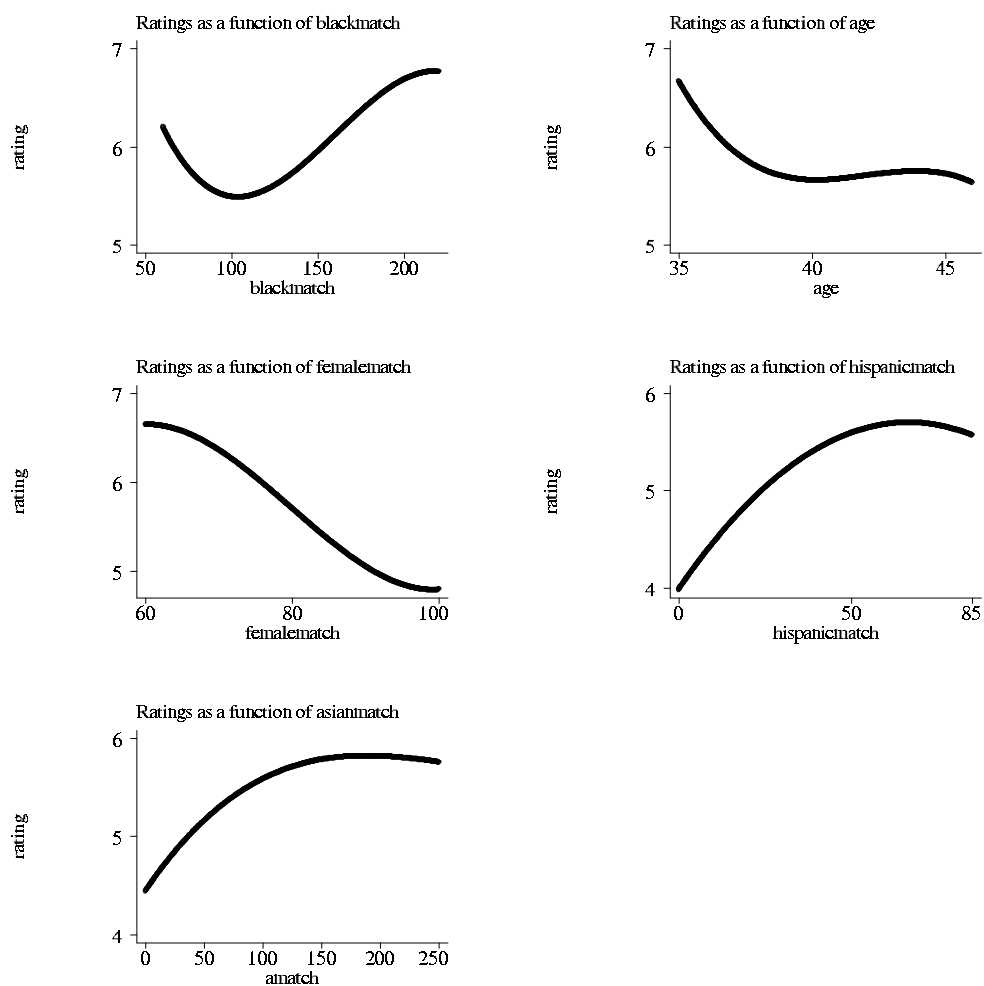 Ratings as a function of blackmatch
rating
7
6
5
50 100 150 200
blackmatch
Ratings as a function of age
rating
7
6
5
35 40 45
age
Ratings as a function of femalematch
rating
7
6
5
60 80 100
femalematch
Ratings as a function of hispanicmatch
rating
6
5
4
0 50 85
hispanicmatch
Ratings as a function of asianmatch
rating
6
5
4
0 50 100 150 200 250
amatch